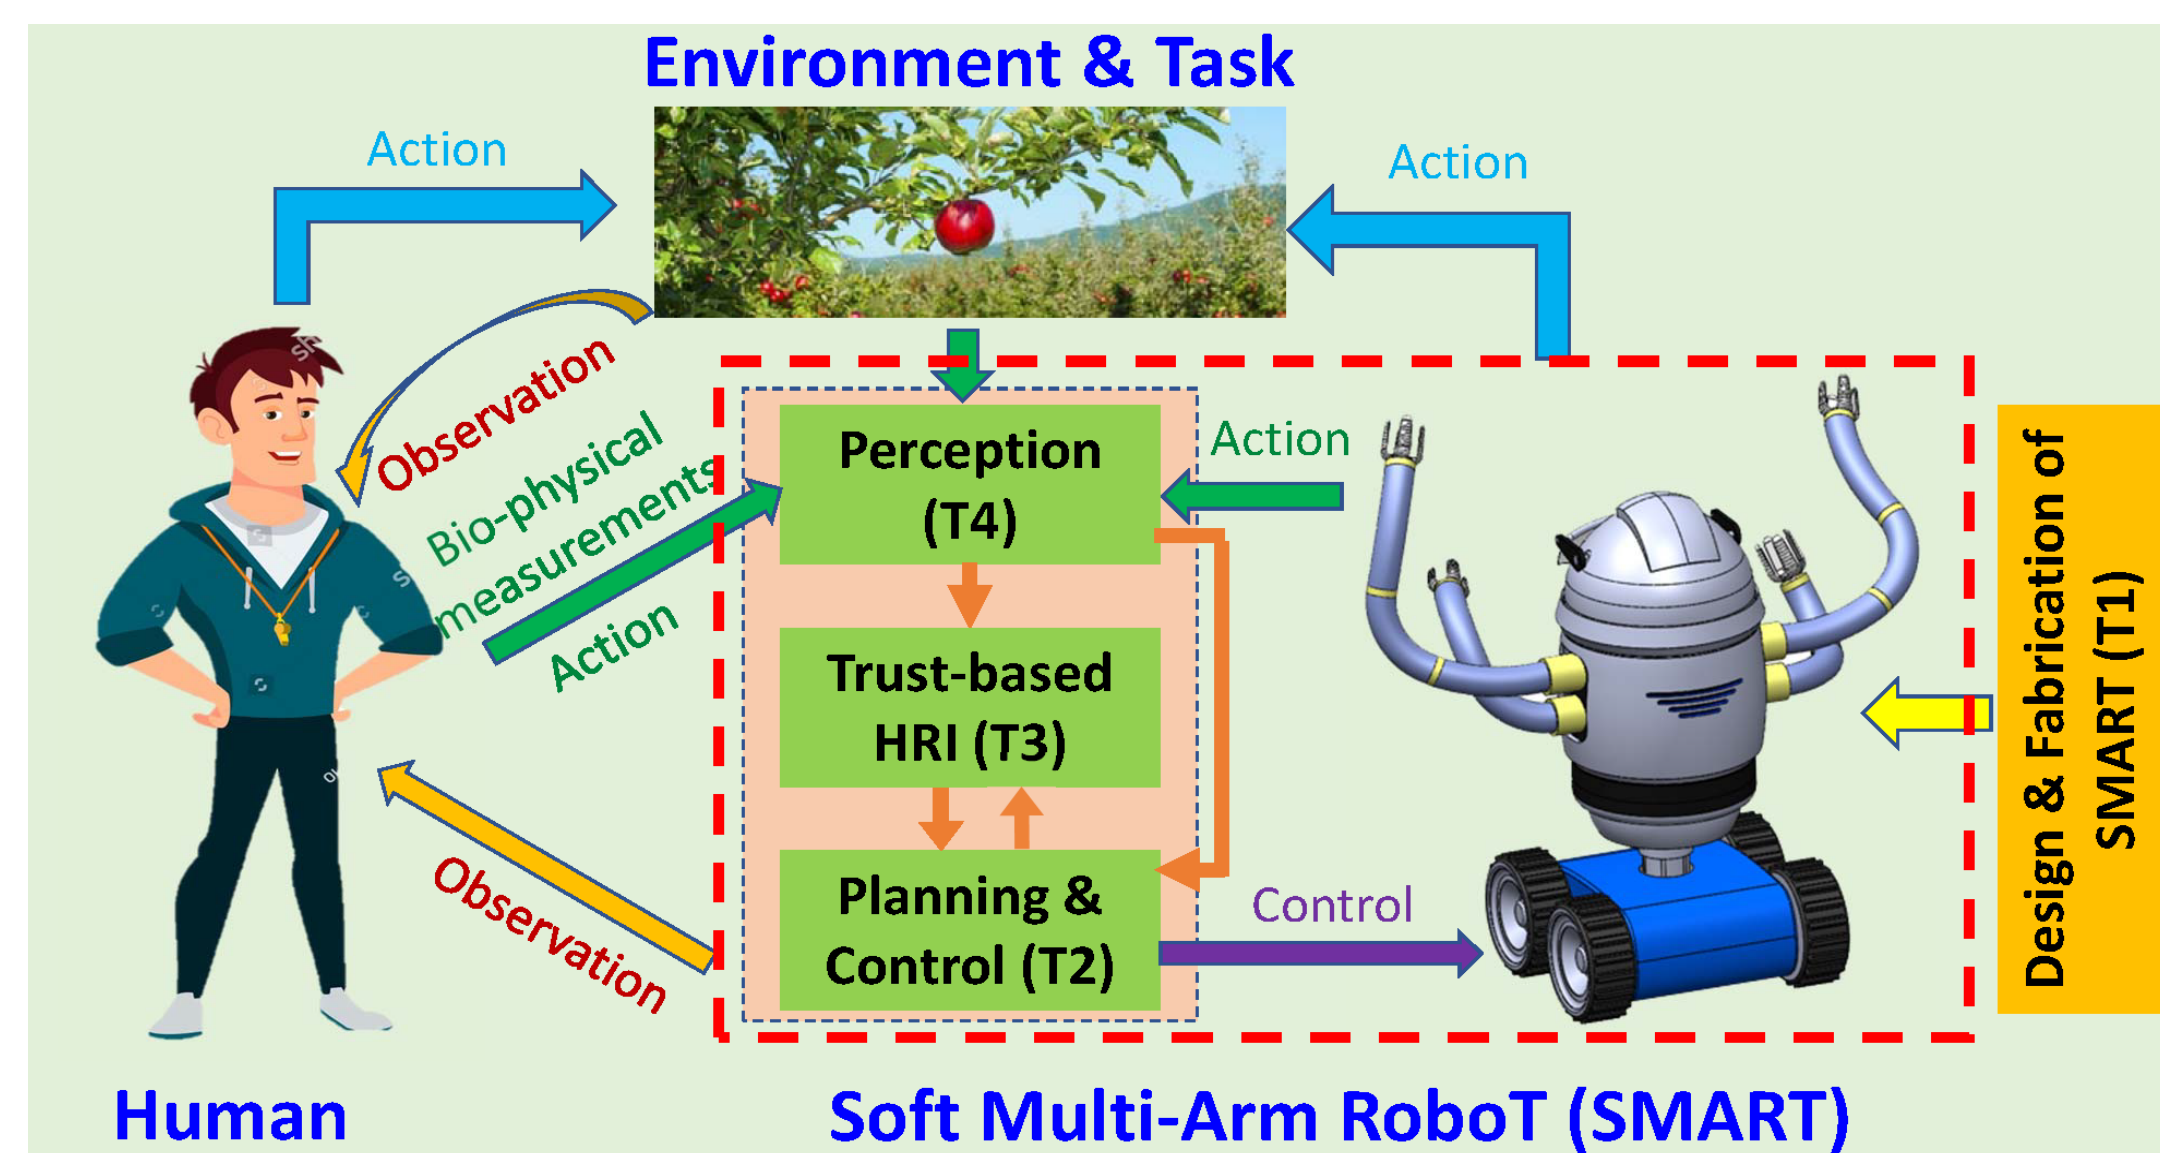 Environment & Task
Action
Action
Observation
Bio-physical
measurements
Action
Perception
(T4)
Action
Trust-based
HRI (T3)
Planning &
Control (T2)
Control
Observation
Design & Fabrication of
SMART (T1)
Human
Soft Multi-Arm RoboT (SMART)